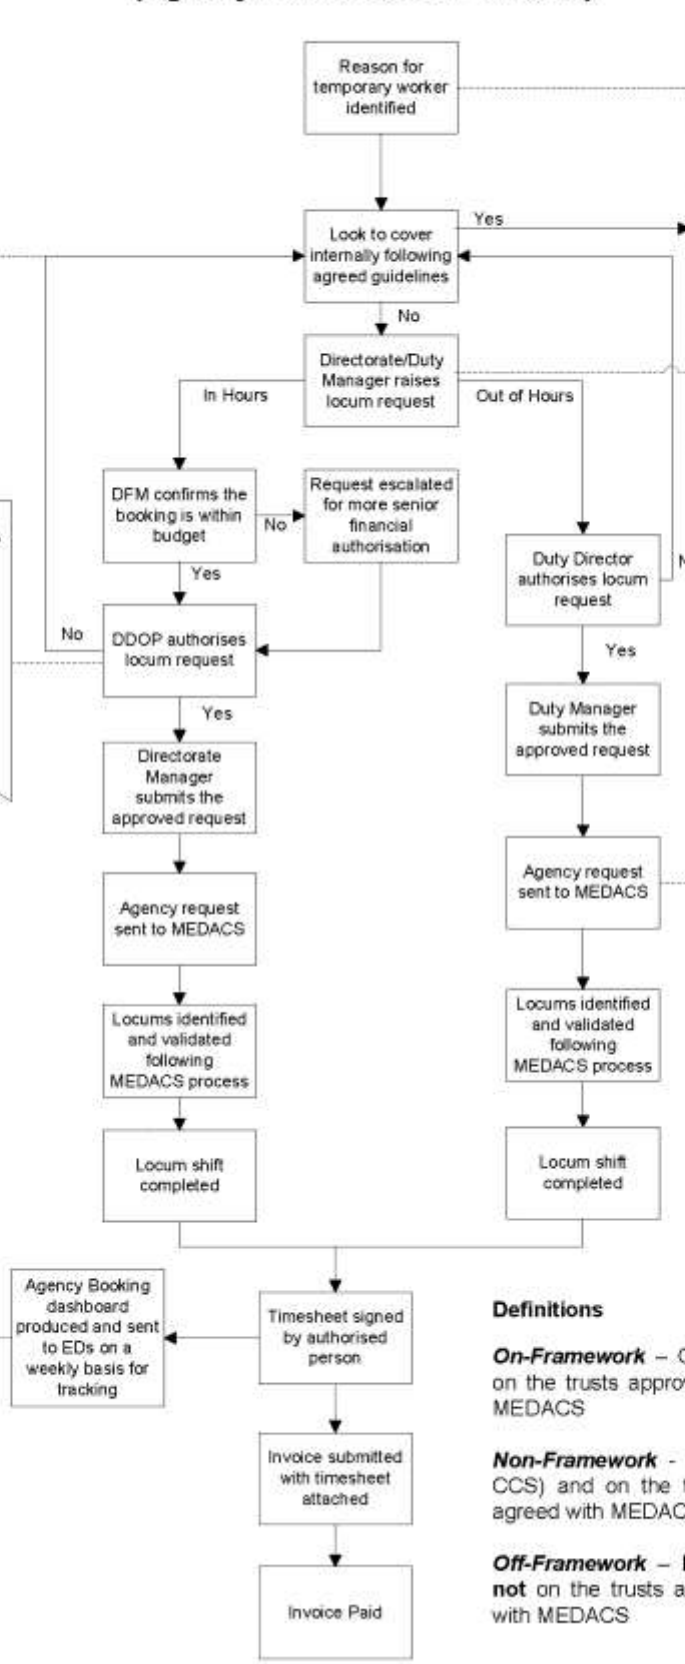 Reason for
temporary worker
identified
Yes
Look to cover
internally following
agreed guidelines
No
Directorate/Duty
Manager raises
locum request
In Hours
Out of Hours
DFM confirms the
booking is within
budget
No
Request escalated
for more senior
financial
authorisation
Duty Director
authorises locum
request
Yes
No
DDOP authorises
locum request
Yes
Yes
Duty Manager
submits the
approved request
Directorate
Manager
submits the
approved request
Agency request
sent to MEDACS
Agency request
sent to MEDACS
Locums identified
and validated
following
MEDACS process
Locums identified
and validated
following
MEDACS process
Locum shift
completed
Locum shift
completed
Agency Booking
dashboard
produced and sent
to EDs on a
weekly basis for
tracking
Timesheet signed
by authorised
person
Invoice submitted
with timesheet
attached
Invoice Paid
Definitions
On-Framework –
on the trusts
MEDACS
Non-Framework -
CCS) and on the
agreed with
Off-Framework –
not on the trusts
with MEDACS